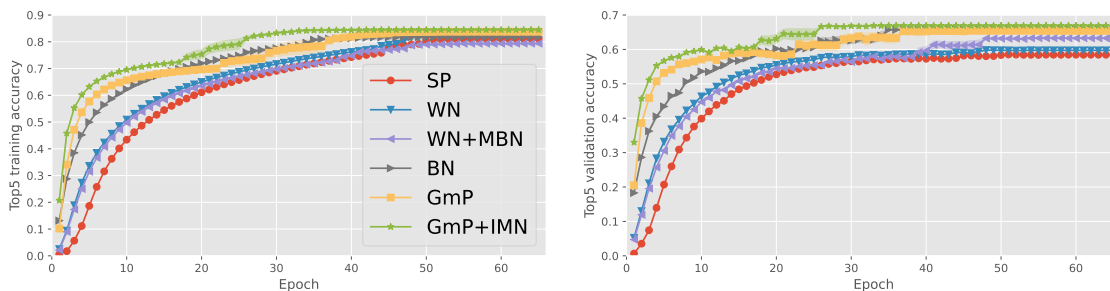 0.9
0.8
0.7
0.6
0.5
0.4
0.3
0.2
0.1
0.0
Top5 training accuracy
0 10 20 30 40 50 60
Epoch
SP
WN
WN+MBN
BN
GmP
GmP+IMN
0.7
0.6
0.5
0.4
0.3
0.2
0.1
0.0
Top5 validation accuracy
0 10 20 30 40 50 60
Epoch